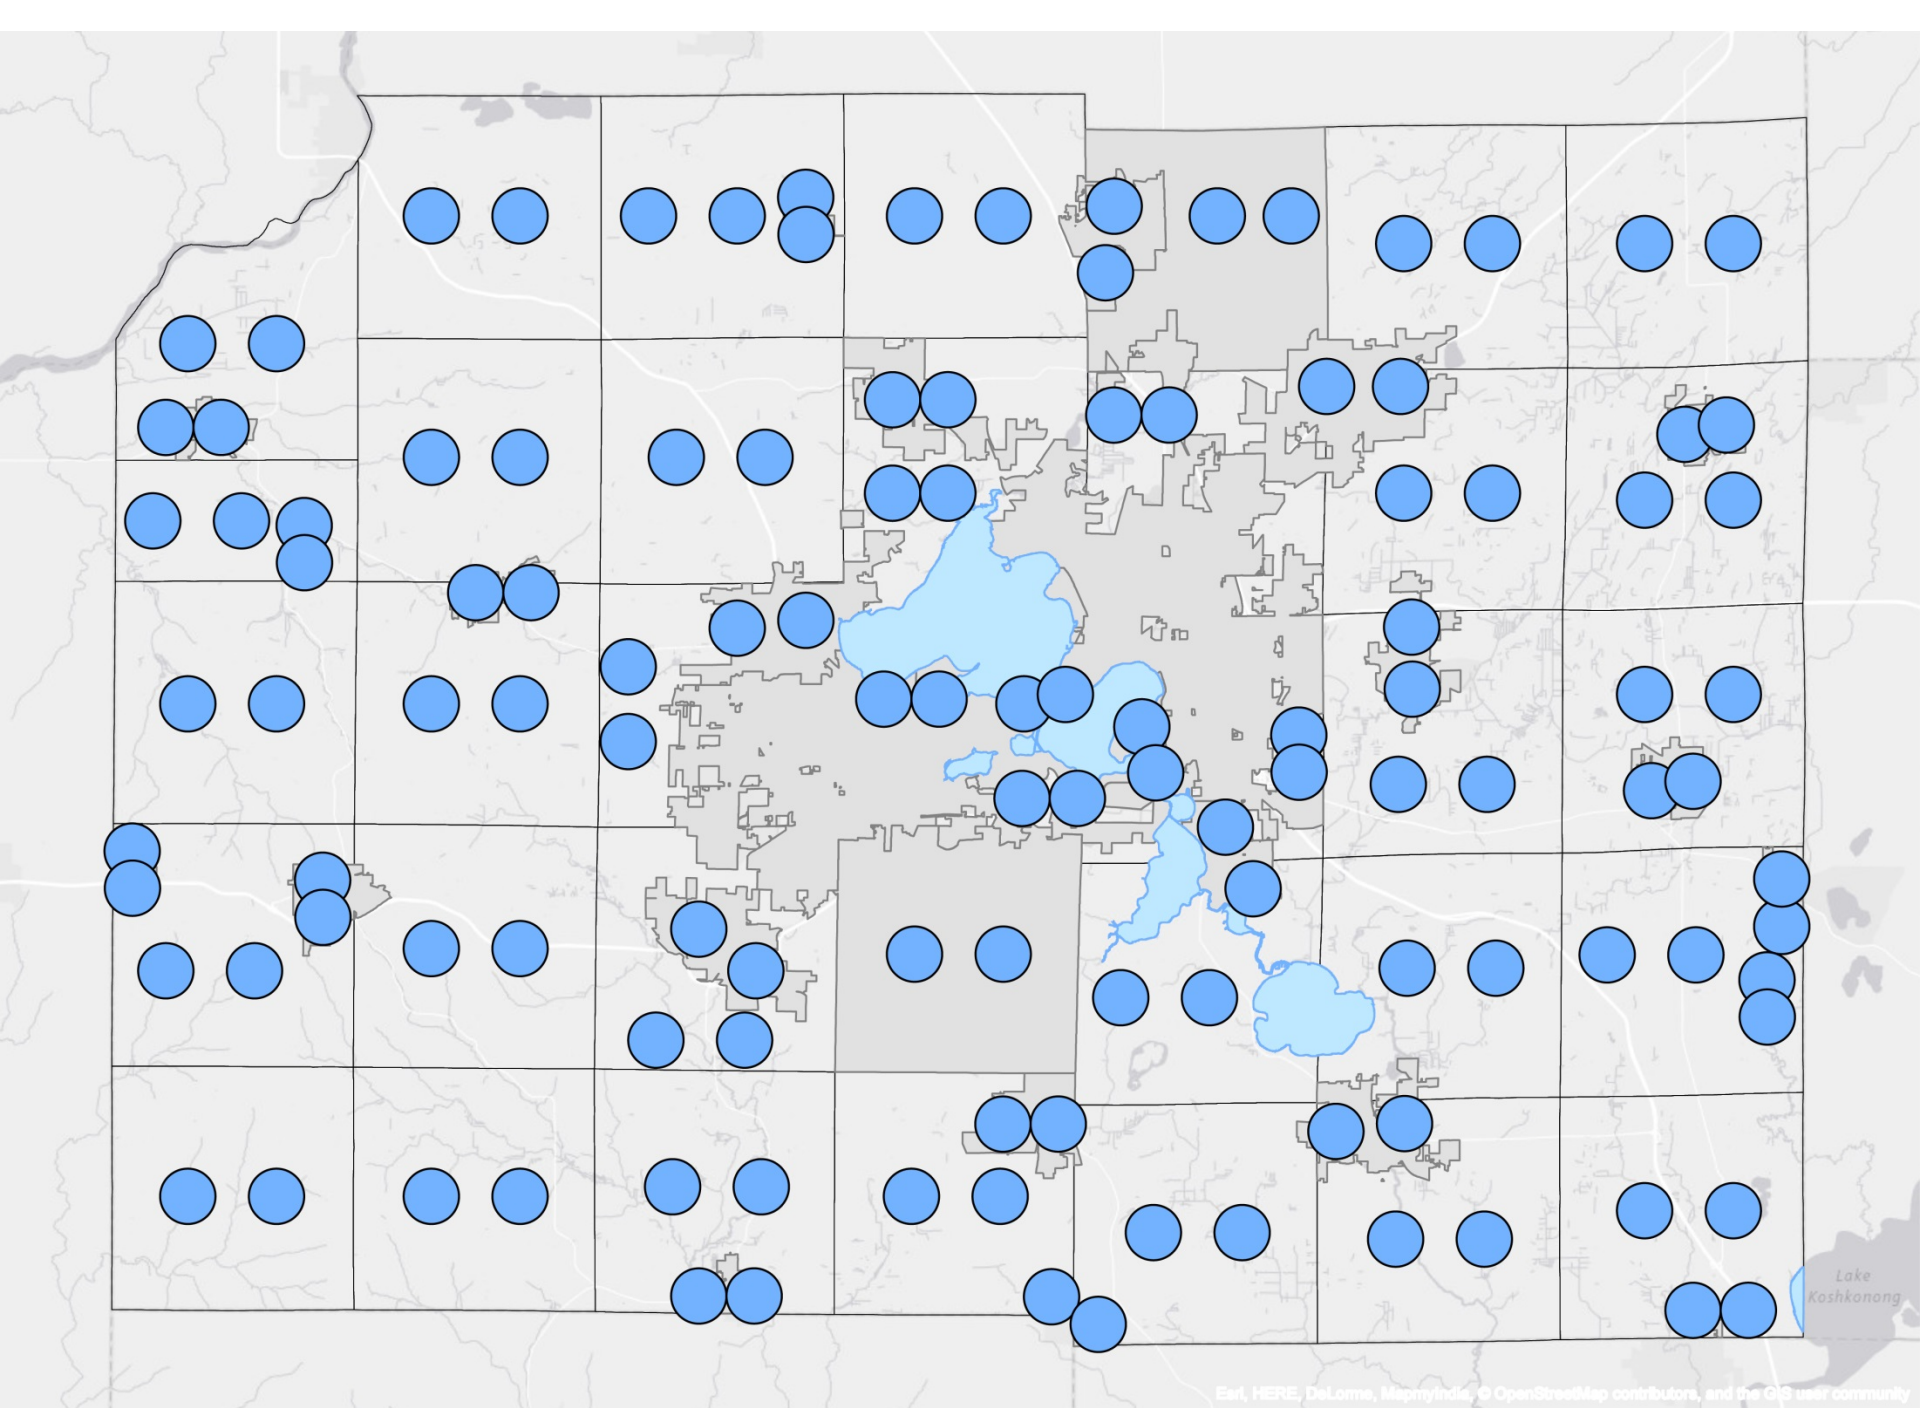 Lake
Koshkonong
Esri, HERE, DeLorme, MapmyIndia, © OpenStreetMap contributors, and the GIS user community